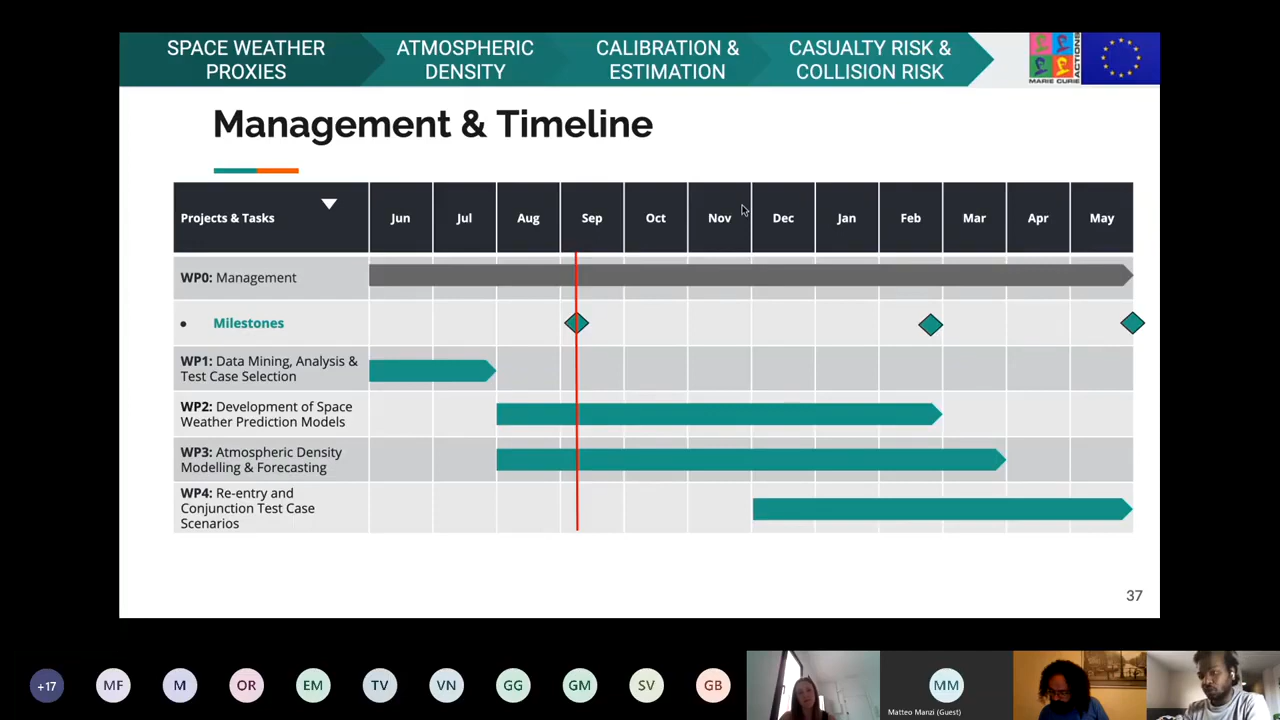 SPACE WEATHER
PROXIES
ATMOSPHERIC
DENSITY
CALIBRATION &
ESTIMATION
CASUALTY RISK &
COLLISION RISK
MARIE CURIE
ACTIONS
Management & Timeline
Projects & Tasks
Jun
Jul
Aug
Sep
Oct
Nov
Dec
Jan
Feb
Mar
Apr
May
WP0: Management
• Milestones
WP1: Data Mining, Analysis &
Test Case Selection
WP2: Development of Space
Weather Prediction Models
WP3: Atmospheric Density
Modelling & Forecasting
WP4: Re-entry and
Conjunction Test Case
Scenarios
37
+17
MF
M
OR
EM
TV
VN
GG
GM
SV
GB
MM
Matteo Manzi (Guest)